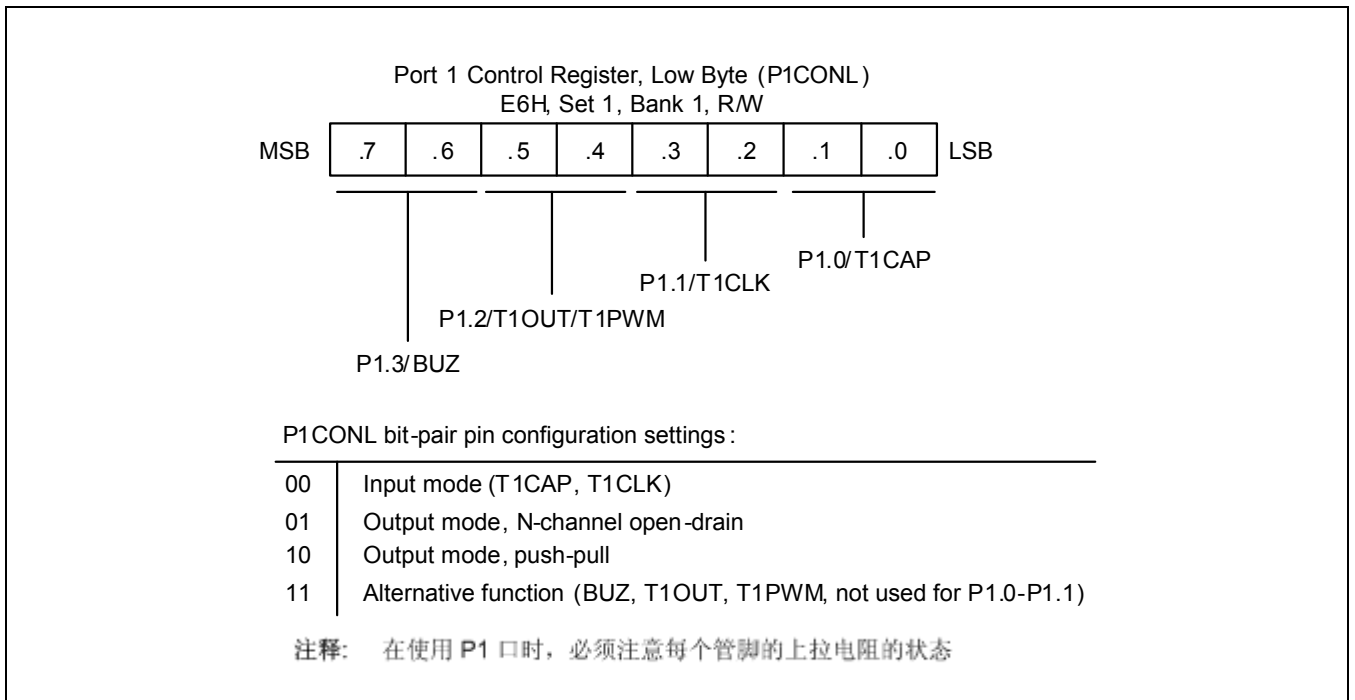 Port 1 Control Register, Low Byte (P1CONL)
E6H, Set 1, Bank 1, R/W
MSB .7 .6 .5 .4 .3 .2 .1 .0 LSB
P1.0/T1CAP
P1.1/T1CLK
P1.2/T1OUT/T1PWM
P1.3/BUZ
P1CONL bit-pair pin configuration settings:
00 Input mode (T1CAP, T1CLK)
01 Output mode, N-channel open-drain
10 Output mode, push-pull
11 Alternative function (BUZ, T1OUT, T1PWM, not used for P1.0-P1.1)
注释: 在使用 P1 口时，必须注意每个管脚的上拉电阻的状态